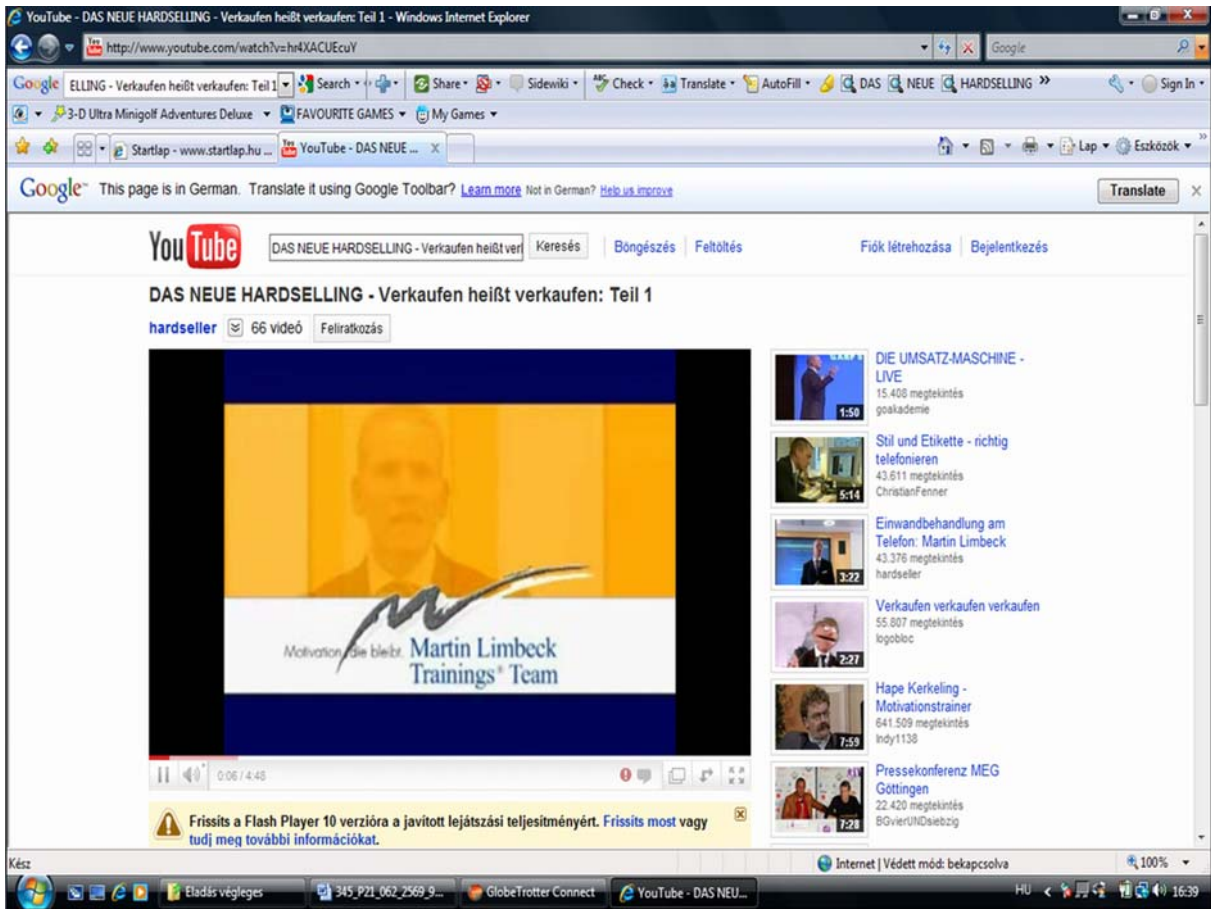 YouTube - DAS NEUE HARDSELLING - Verkaufen heißt verkaufen: Teil 1 - Windows Internet Explorer
http://www.youtube.com/watch?v=hr4XACUEcuY
Google
Google ELLING - Verkaufen heißt verkaufen: Teil 1 Search Share Sidewiki Check Translate AutoFill DAS NEUE HARDSELLING » Sign In
3-D Ultra Minigolf Adventures Deluxe FAVOURITE GAMES My Games
Startlap - www.startlap.hu ... YouTube - DAS NEUE ... X Lap Eszközök »
Google™ This page is in German. Translate it using Google Toolbar? Learn more Not in German? Help us improve Translate
YouTube DAS NEUE HARDSELLING - Verkaufen heißt verl Keresés Böngészés Feltöltés Fiók létrehozása Bejelentkezés
DAS NEUE HARDSELLING - Verkaufen heißt verkaufen: Teil 1
hardseller 66 videó Feliratkozás
Motivation, die bleibt. Martin Limbeck
Trainings® Team
0:06 / 4:48
Frissíts a Flash Player 10 verzióra a javított lejátszási teljesítményért. Frissíts most vagy
tudj meg további információkat.
DIE UMSATZ-MASCHINE -
LIVE
15.408 megtekintés
goakademie
1:50
Stil und Etikette - richtig
telefonieren
43.611 megtekintés
ChristianFenner
5:14
Einwandbehandlung am
Telefon: Martin Limbeck
43.376 megtekintés
hardseller
3:22
Verkaufen verkaufen verkaufen
55.807 megtekintés
logobloc
2:27
Hape Kerkeling -
Motivationstrainer
641.509 megtekintés
Indy1138
7:59
Pressekonferenz MEG
Göttingen
22.420 megtekintés
BGvierUNDsiebzig
7:28
Kész Internet | Védett mód: bekapcsolva 100%
Eladás végleges 345_P21_062_2569_9... GlobeTrotter Connect YouTube - DAS NEU... HU 16:39